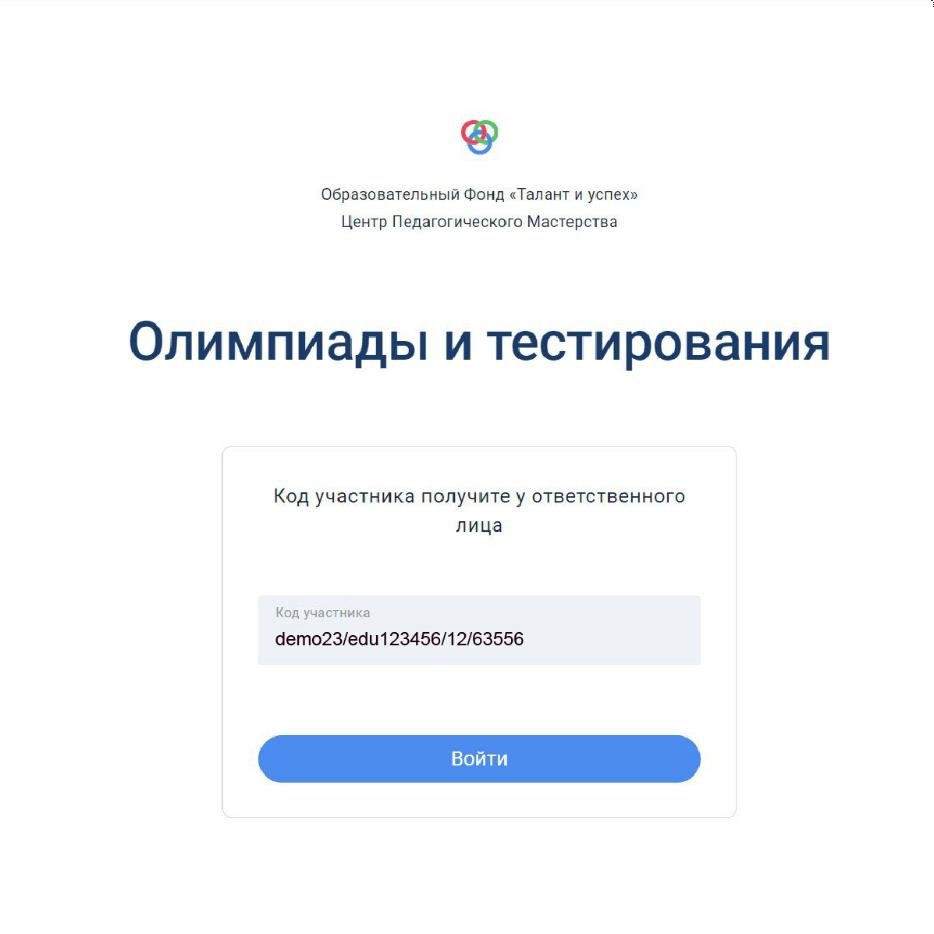 Образовательный Фонд «Талант и успех»
Центр Педагогического Мастерства
Олимпиады и тестирования
Код участника получите у ответственного
лица
Код участника
demo23/edu123456/12/63556
Войти